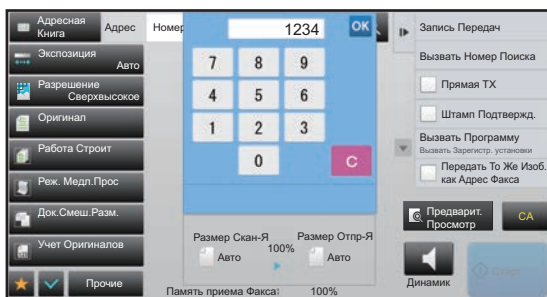 Адресная
Книга
Адрес
Номер
1234
OK
Запись Передач
Экспозиция
Авто
7 8 9
Вызвать Номер Поиска
Разрешение
Сверхвысокое
4 5 6
Прямая TX
Оригинал
1 2 3
Штамп Подтвержд.
Работа Строит
0
C
Вызвать Программу
Вызвать Зарегистр. установки
Реж. Медл.Прос
Передать То Же Изоб.
как Адрес Факса
Док.Смеш.Разм.
Предварит.
Просмотр
CA
Учет Оригиналов
Размер Скан-Я
Авто
100%
Размер Отпр-Я
Авто
Прочие
Память приема Факса:
100%
Динамик
Старт